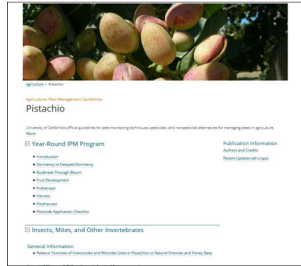 Agriculture / Pistachio
Agricultural Pest Management Guidelines
Pistachio
University of California's official guidelines for pest monitoring techniques, pesticides, and nonpesticide alternatives for managing pests in agriculture.
More
Year-Round IPM Program
Introduction
Dormancy to Delayed-Dormancy
Budbreak Through Bloom
Fruit Development
Preharvest
Harvest
Postharvest
Pesticide Application Checklist
Publication Information
Authors and Credits
Recent Updates (all crops)
Insects, Mites, and Other Invertebrates
General Information
Relative Toxicities of Insecticides and Miticides Used in Pistachios to Natural Enemies and Honey Bees